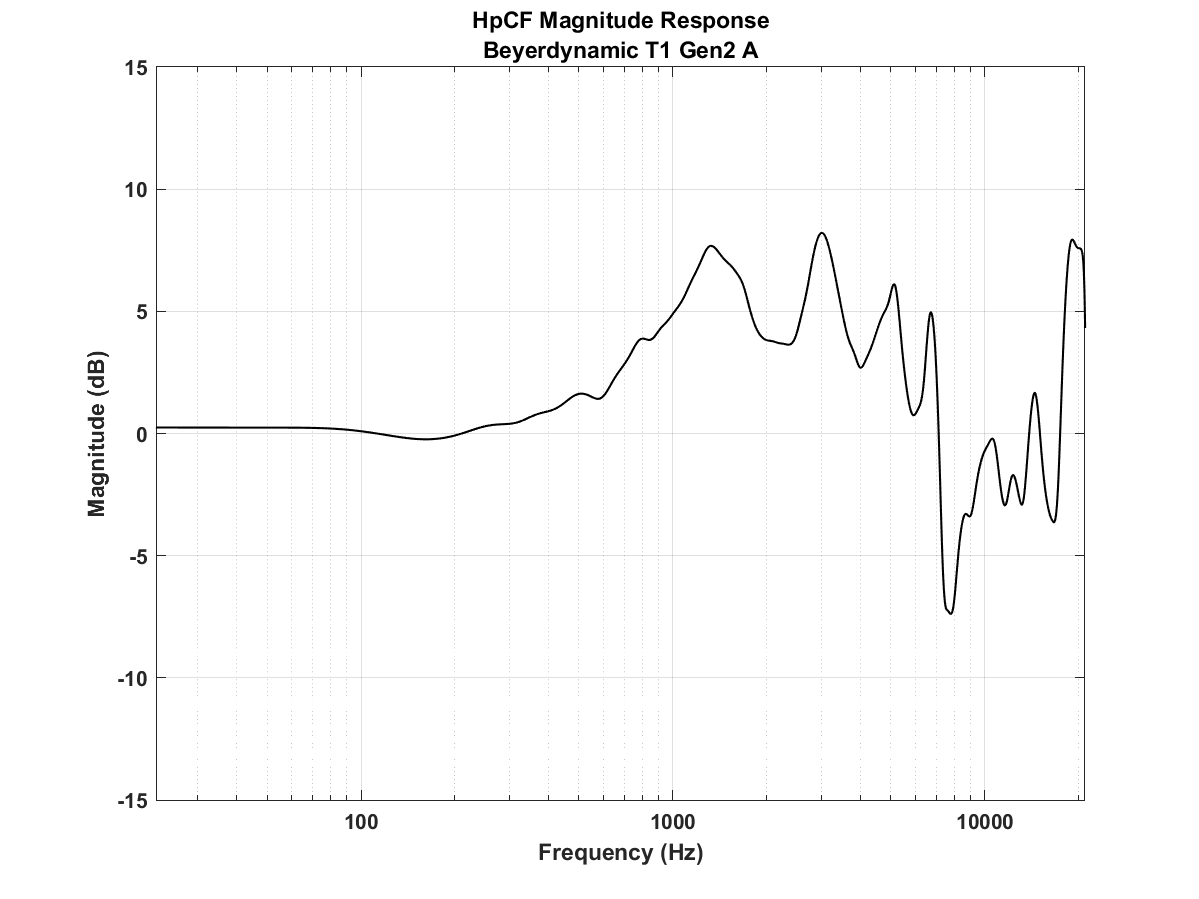 HpCF Magnitude Response
Beyerdynamic T1 Gen2 A
15
10
5
0
-5
-10
-15
Magnitude (dB)
100
1000
10000
Frequency (Hz)